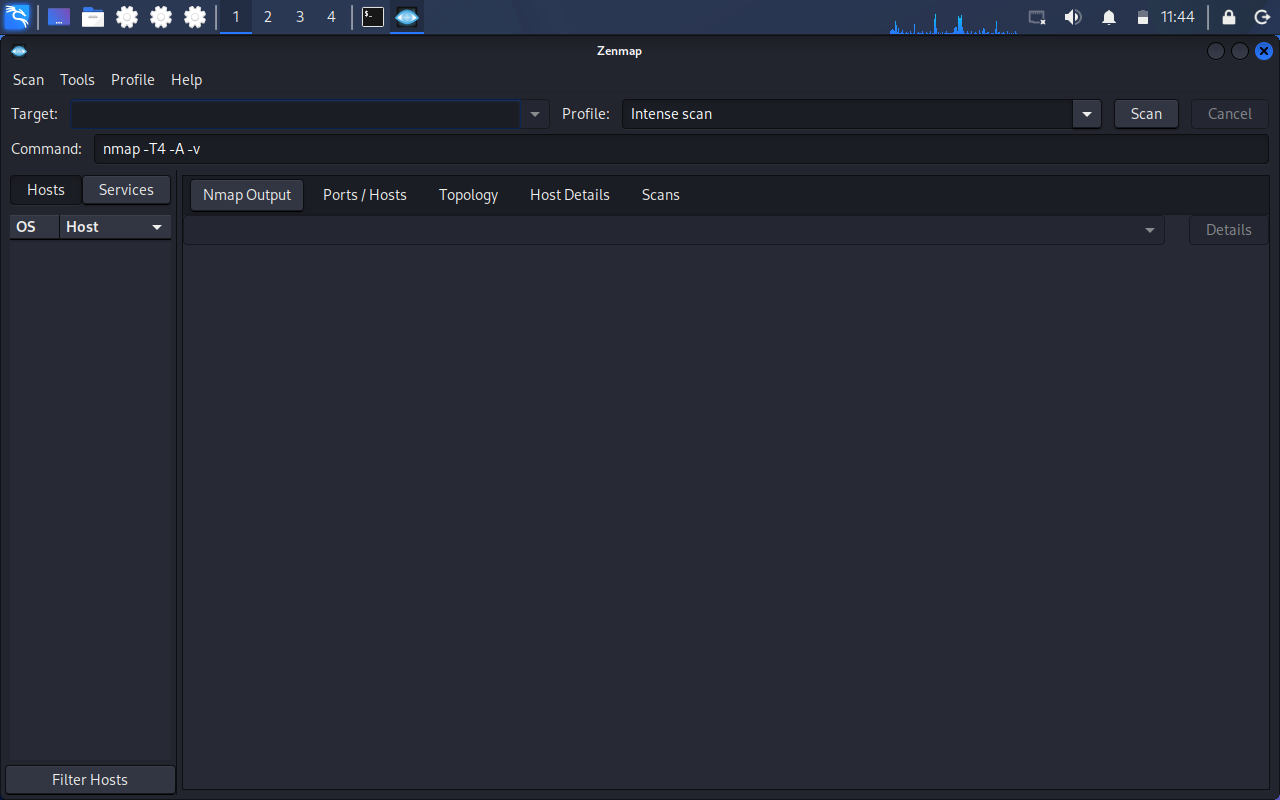 1 2 3 4 11:44
Zenmap
Scan Tools Profile Help
Target: Profile: Intense scan Scan Cancel
Command: nmap -T4 -A -v
Hosts Services Nmap Output Ports / Hosts Topology Host Details Scans
OS Host Details
Filter Hosts